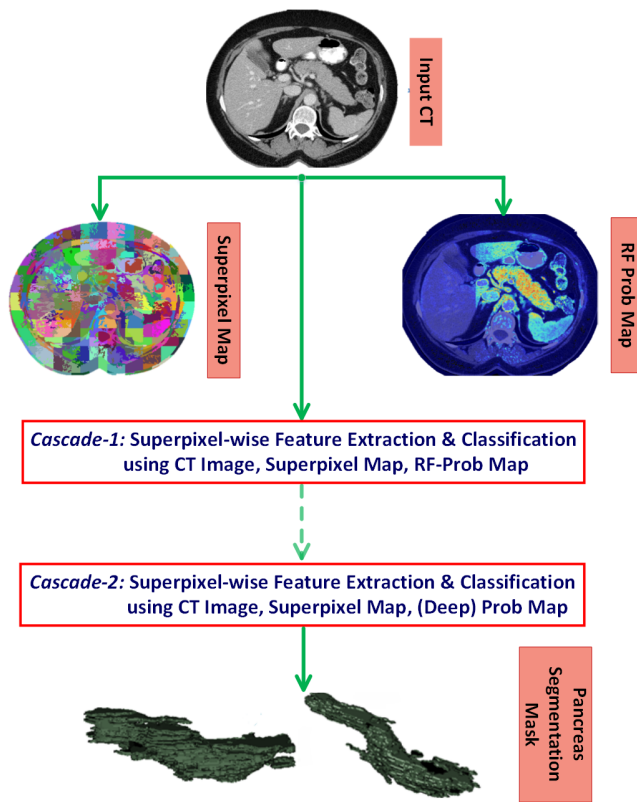 Input CT
Superpixel Map
RF Prob Map
Cascade-1: Superpixel-wise Feature Extraction & Classification
using CT Image, Superpixel Map, RF-Prob Map
Cascade-2: Superpixel-wise Feature Extraction & Classification
using CT Image, Superpixel Map, (Deep) Prob Map
Pancreas
Segmentation
Mask